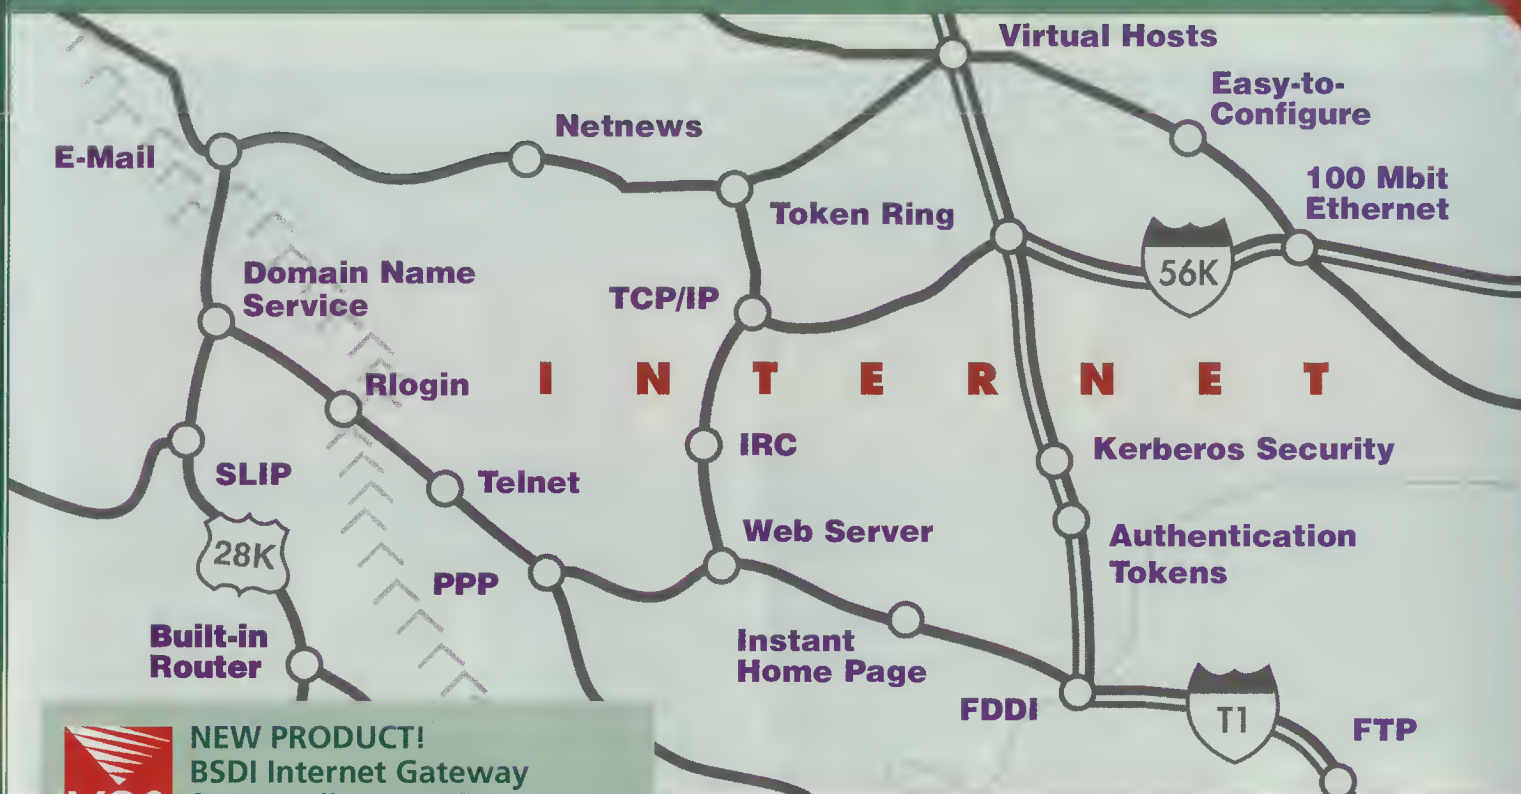 Virtual Hosts
Easy-to-
Configure
Netnews
E-Mail
100 Mbit
Ethernet
Token Ring
56K
Domain Name
Service
TCP/IP
Rlogin
INTERNET
IRC
Kerberos Security
SLIP
Telnet
Web Server
Authentication
Tokens
28K
PPP
Built-in
Router
Instant
Home Page
FDDI
T1
FTP
NEW PRODUCT!
BSDI Internet Gateway